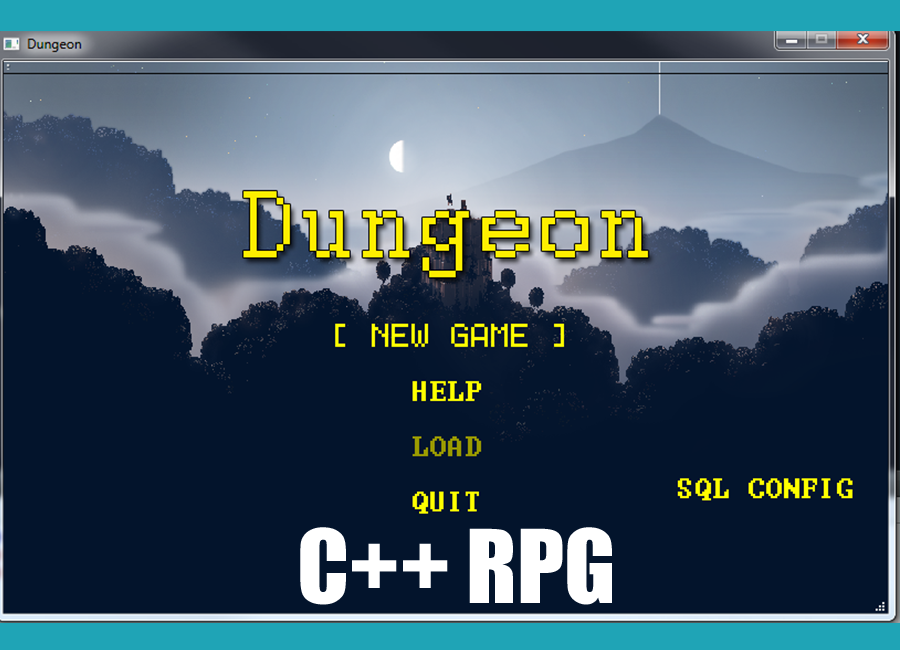 Dungeon
Dungeon
[ NEW GAME ]
HELP
LOAD
QUIT
SQL CONFIG
C++ RPG